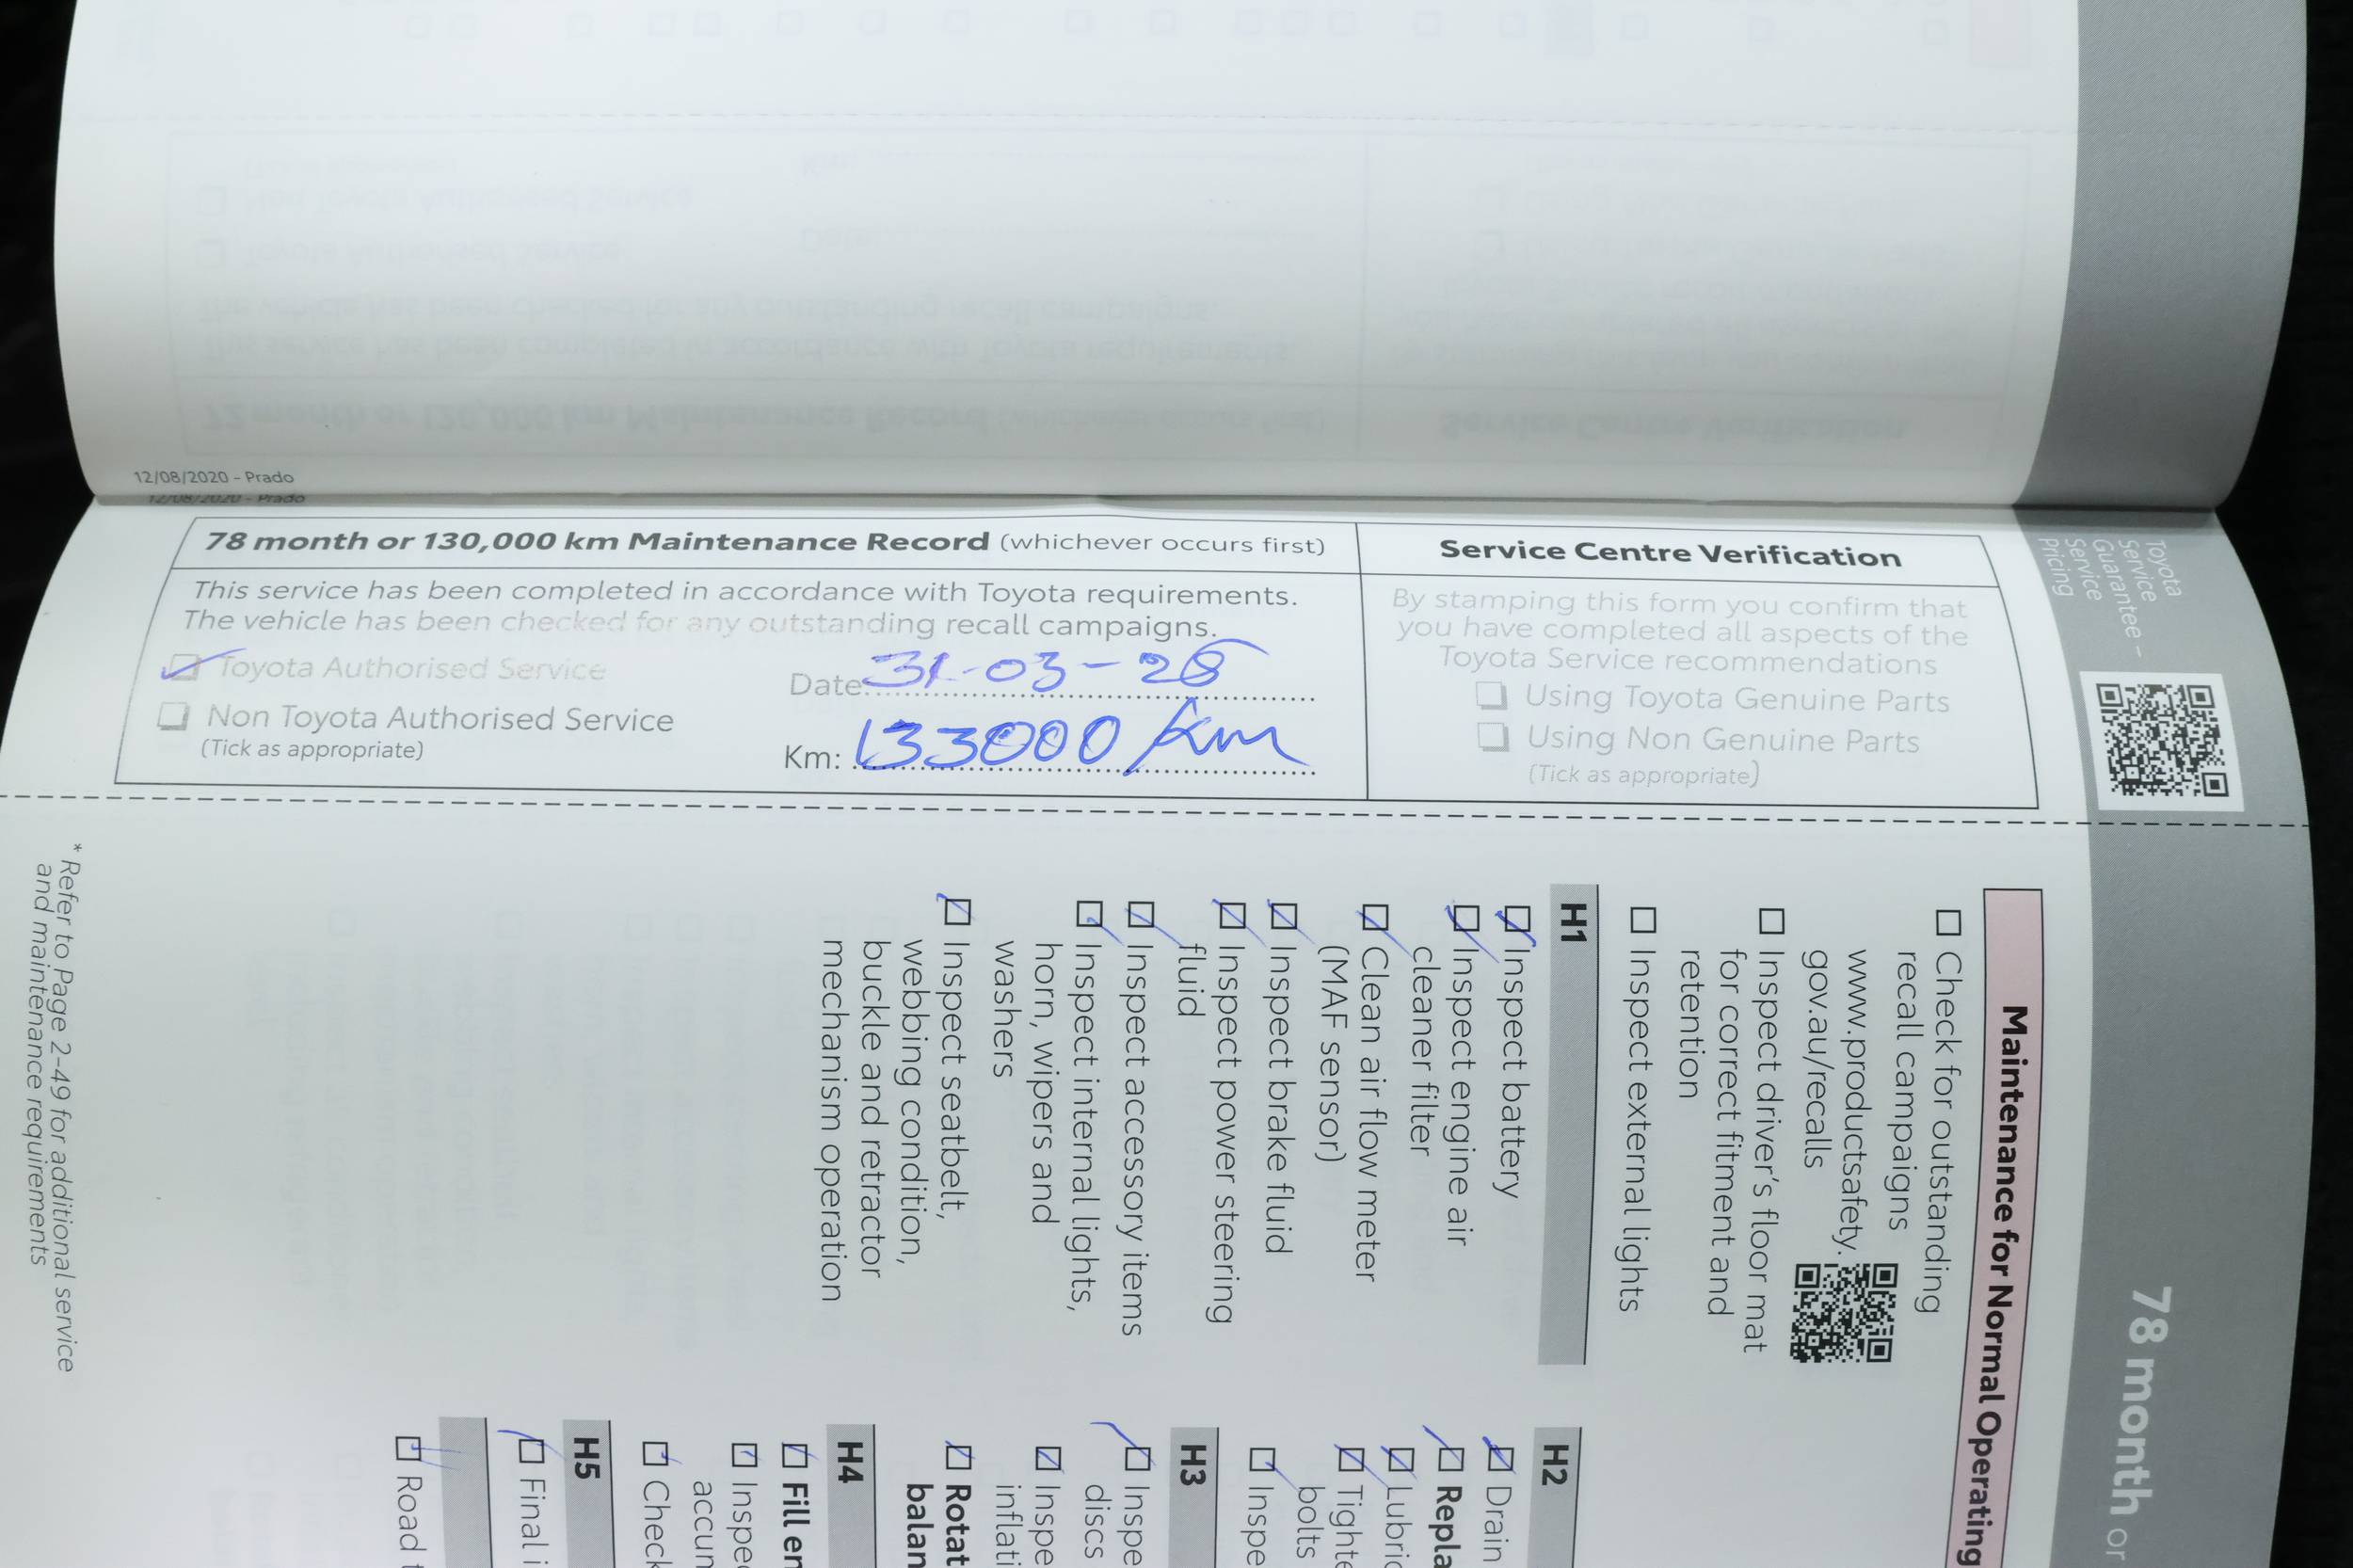 12/08/2020 - Prado
12/08/2020 - Prado
78 month or 130,000 km Maintenance Record (whichever occurs first)
This service has been completed in accordance with Toyota requirements.
The vehicle has been checked for any outstanding recall campaigns.
Toyota Authorised Service
Non Toyota Authorised Service
(Tick as appropriate)
Date: 31-03-
Km: 133000 km
Service Centre Verification
By stamping this form you confirm that
you have completed all aspects of the
Toyota Service recommendations
Using Toyota Genuine Parts
Using Non Genuine Parts
(Tick as appropriate)
Toyota
Service
Guarantee –
Service
Pricing
78 month or
Maintenance for Normal Operating
Check for outstanding
recall campaigns
www.productsafety.
gov.au/recalls
Inspect driver's floor mat
for correct fitment and
retention
Inspect external lights
H1
Inspect battery
Inspect engine air
cleaner filter
Clean air flow meter
(MAF sensor)
Inspect brake fluid
Inspect power steering
fluid
Inspect accessory items
Inspect internal lights,
horn, wipers and
washers
Inspect seatbelt,
webbing condition,
buckle and retractor
mechanism operation
H2
Drain
Repla
Lubric
Tighte
bolts
Inspe
H3
Inspe
discs
Inspe
inflati
Rotat
balan
H4
Fill en
Inspe
accum
Check
H5
Final i
Road t
* Refer to Page 2-49 for additional service
and maintenance requirements